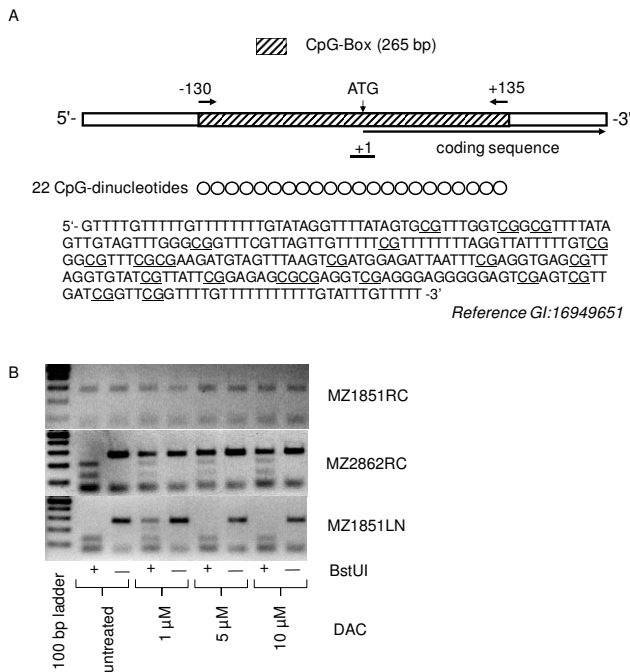 A
CpG-Box (265 bp)
-130
ATG
+135
5'-
-3'
+1
coding sequence
22 CpG-dinucleotides
5'- GTTTTGTTTTTGTTTTTTTTGTATAGGTTTTATAGTGCGTTTGGTCGGCGTTTTATA
GTTGTAGTTTGGGCGGTTTCGTTAGTTGTTTTTCGTTTTTTTTAGGTTATTTTTGTCG
GGCGTTTCGCGAAGATGTAGTTTAAGTCGATGGAGATTAATTTCGAGGTGAGCGTT
AGGTGTATCGTTATTCGGAGAGCGCGAGGTCGAGGGAGGGGGAGTCGAGTCGTT
GATCGGTTCGGTTTTGTTTTTTTTTTTTGTATTTGTTTTT -3'
Reference GI:16949651
B
MZ1851RC
MZ2862RC
MZ1851LN
+ — + — + — + —
BstUI
100 bp ladder
untreated
1 µM
5 µM
10 µM
DAC